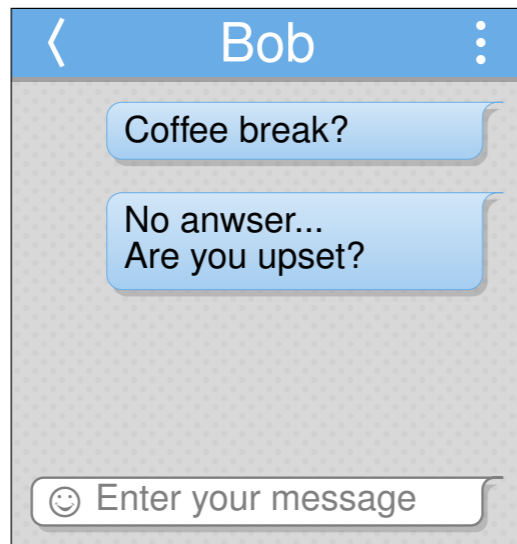 Bob
Coffee break?
No anwser...
Are you upset?
Enter your message